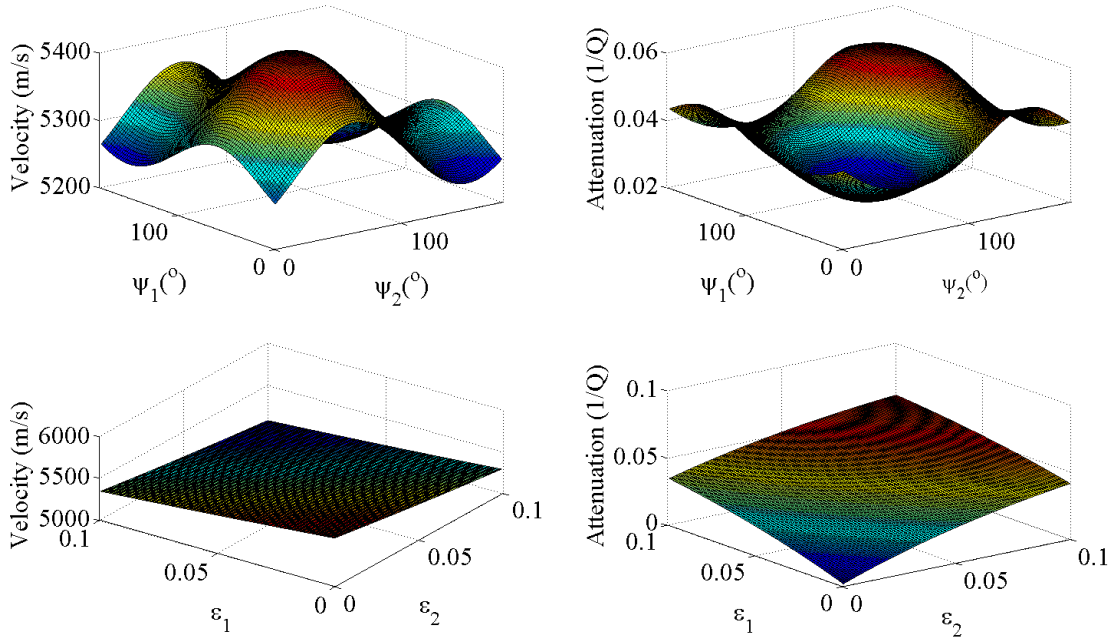 Velocity (m/s)
5400
5300
5200
100
0
0
100
ψ₁(°)
ψ₂(°)
Attenuation (1/Q)
0.06
0.04
0.02
100
0
0
100
ψ₁(°)
ψ₂(°)
Velocity (m/s)
6000
5500
5000
0.1
0.05
0
0
0.05
0.1
ε₁
ε₂
Attenuation (1/Q)
0.1
0.05
0
0.1
0.05
0
0
0.05
0.1
ε₁
ε₂